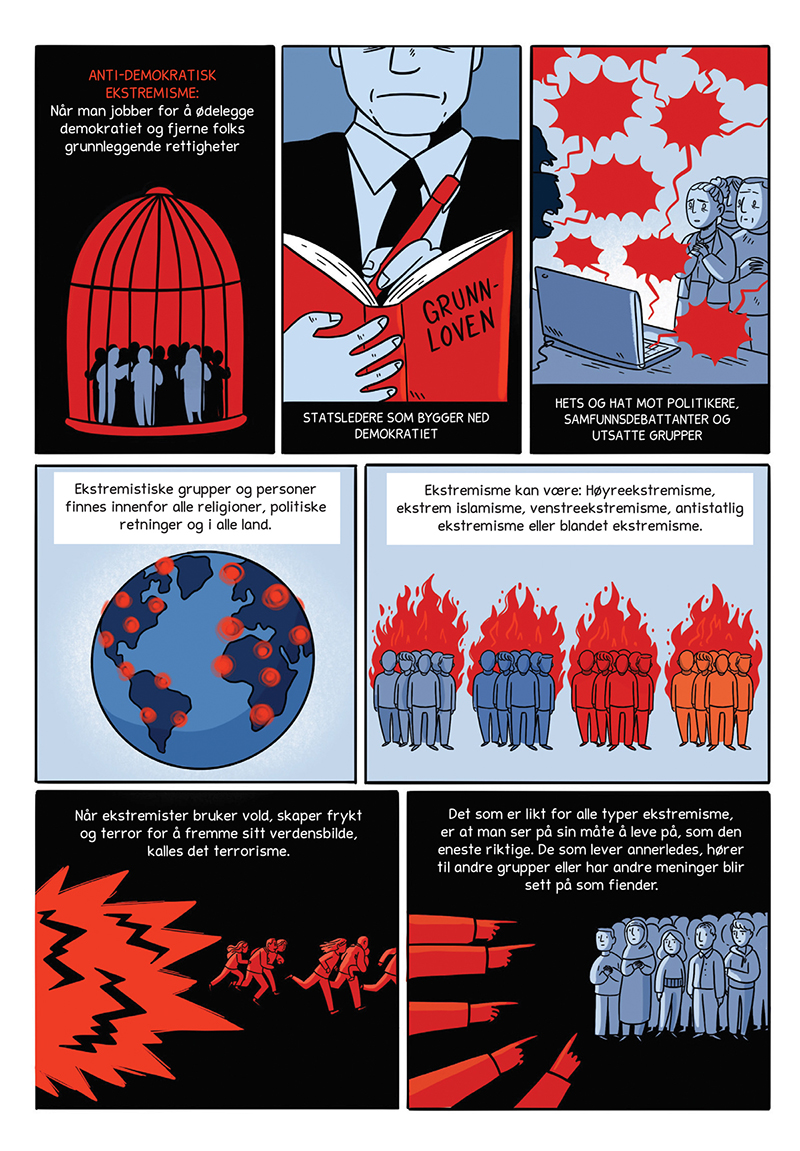 ANTI-DEMOKRATISK
EKSTREMISME:
Når man jobber for å ødelegge
demokratiet og fjerne folks
grunnleggende rettigheter
GRUNN-
LOVEN
STATSLEDERE SOM BYGGER NED
DEMOKRATIET
HETS OG HAT MOT POLITIKERE,
SAMFUNNSDEBATTANTER OG
UTSATTE GRUPPER
Ekstremistiske grupper og personer
finnes innenfor alle religioner, politiske
retninger og i alle land.
Ekstremisme kan være: Høyreekstremisme,
ekstrem islamisme, venstreekstremisme, antistatlig
ekstremisme eller blandet ekstremisme.
Når ekstremister bruker vold, skaper frykt
og terror for å fremme sitt verdensbilde,
kalles det terrorisme.
Det som er likt for alle typer ekstremisme,
er at man ser på sin måte å leve på, som den
eneste riktige. De som lever annerledes, hører
til andre grupper eller har andre meninger blir
sett på som fiender.